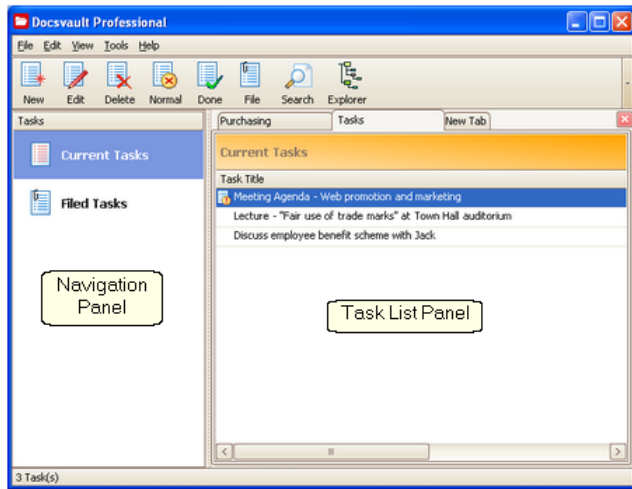 Docsvault Professional
File Edit View Tools Help
New Edit Delete Normal Done File Search Explorer
Tasks
Purchasing Tasks New Tab
Current Tasks
Filed Tasks
Navigation
Panel
Current Tasks
Task Title
Meeting Agenda - Web promotion and marketing
Lecture - "Fair use of trade marks" at Town Hall auditorium
Discuss employee benefit scheme with Jack
Task List Panel
3 Task(s)